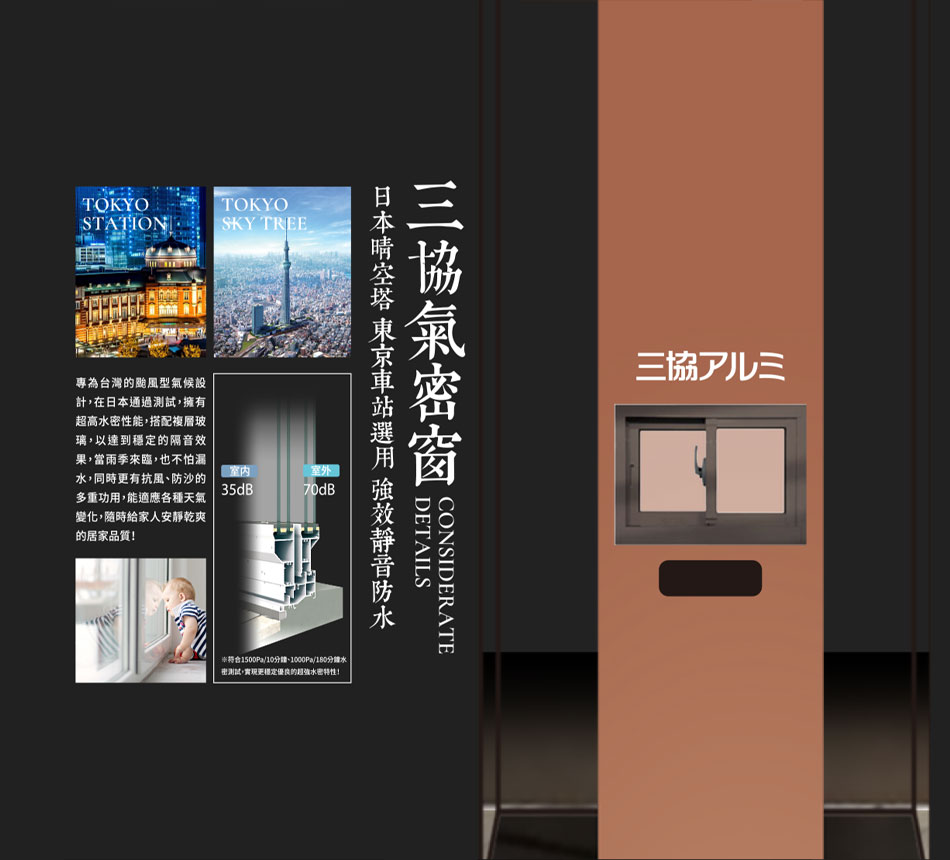 三協氣密窗
CONSIDERATE
DETAILS
日本晴空塔 東京車站選用 強效靜音防水
TOKYO
STATION
TOKYO
SKY TREE
專為台灣的颱風型氣候設
計,在日本通過測試,擁有
超高水密性能,搭配複層玻
璃,以達到穩定的隔音效
果,當雨季來臨,也不怕漏
水,同時更有抗風、防沙的
多重功用,能適應各種天氣
變化,隨時給家人安靜乾爽
的居家品質!
室內
35dB
室外
70dB
※符合1500Pa/10分鐘、1000Pa/180分鐘水
密測試,實現更穩定優良的超強水密特性!
三協アルミ